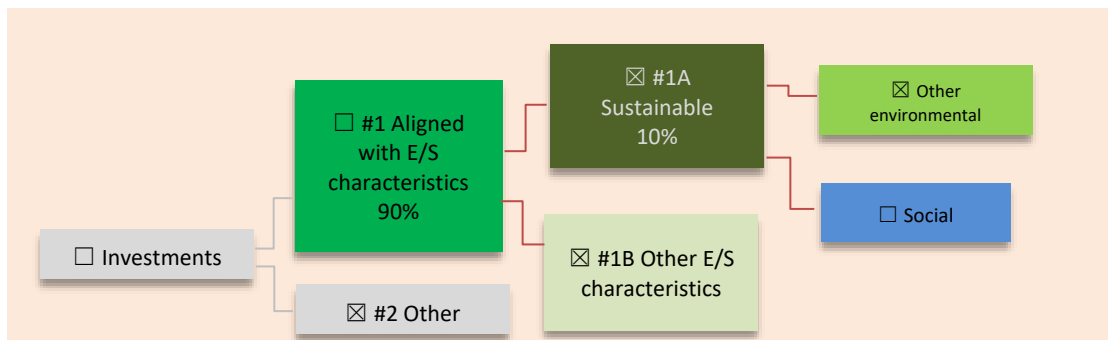 ☐ Investments
☐ #1 Aligned
with E/S
characteristics
90%
☒ #2 Other
☒ #1A
Sustainable
10%
☒ #1B Other E/S
characteristics
☒ Other
environmental
☐ Social